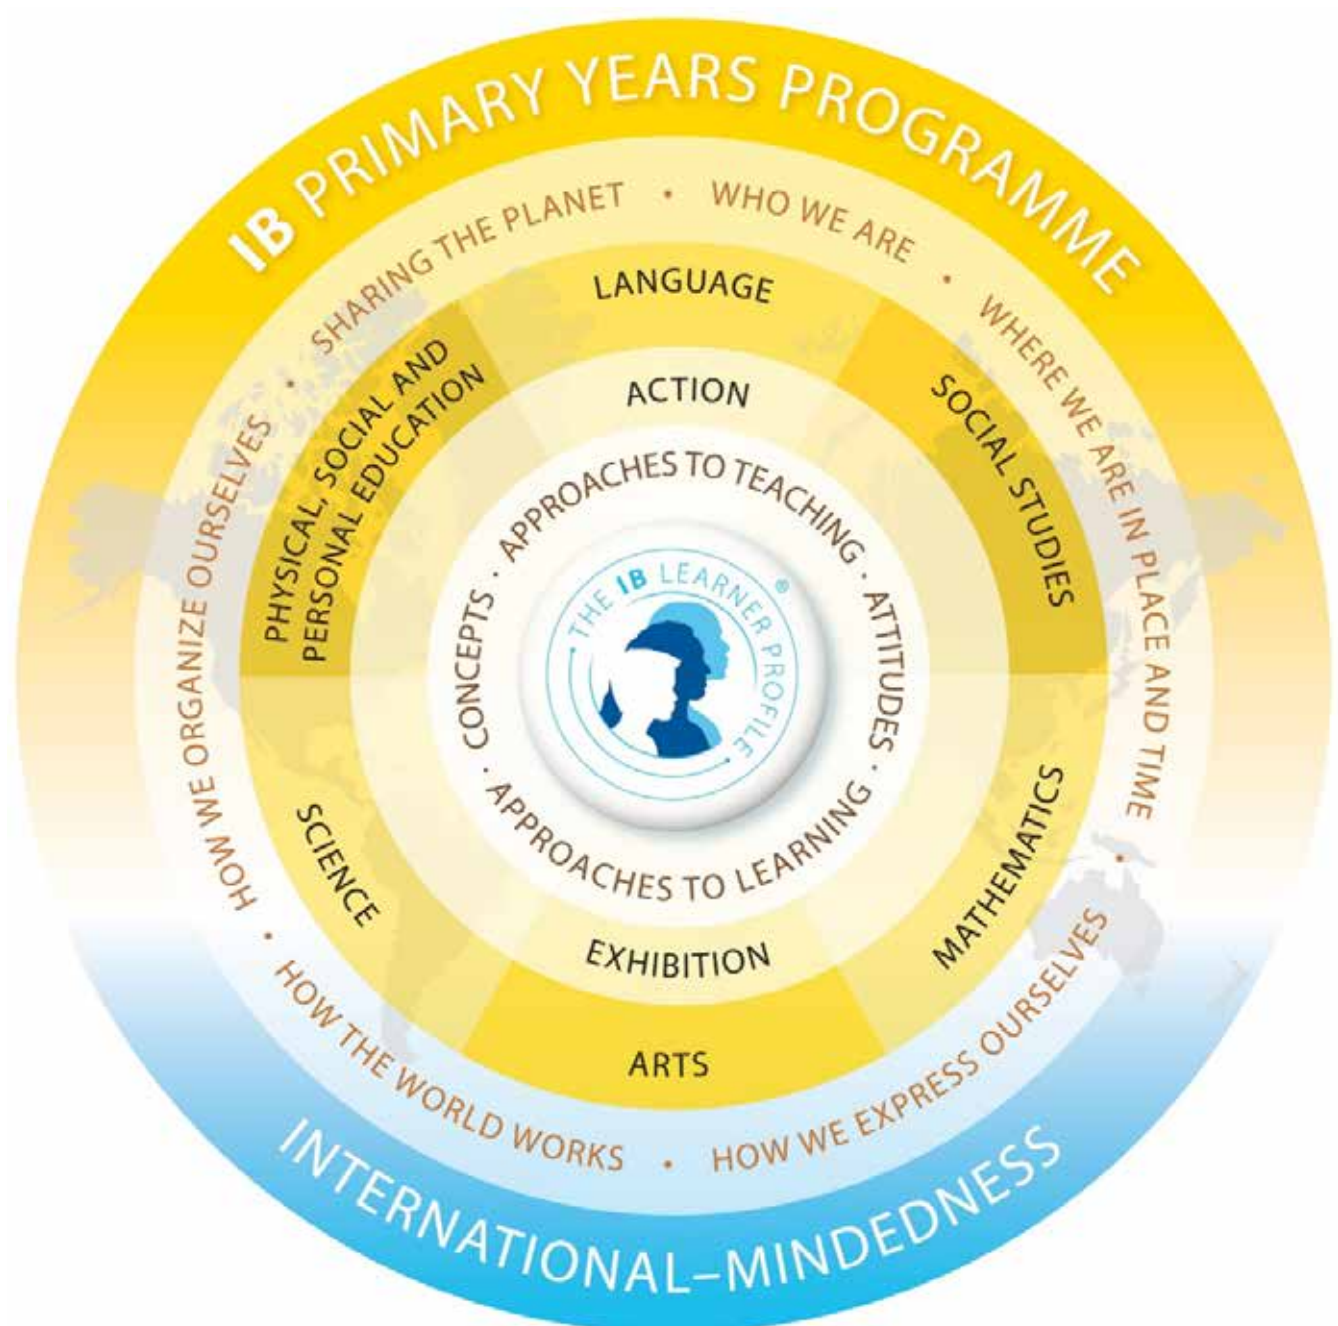 IB PRIMARY YEARS PROGRAMME
SHARING THE PLANET • WHO WE ARE • WHERE WE ARE IN PLACE AND TIME • HOW WE EXPRESS OURSELVES • HOW THE WORLD WORKS • HOW WE ORGANIZE OURSELVES •
LANGUAGE
SOCIAL STUDIES
MATHEMATICS
ARTS
SCIENCE
PHYSICAL, SOCIAL AND
PERSONAL EDUCATION
ACTION
EXHIBITION
APPROACHES TO TEACHING • ATTITUDES • APPROACHES TO LEARNING • CONCEPTS •
THE IB LEARNER PROFILE ®
INTERNATIONAL–MINDEDNESS